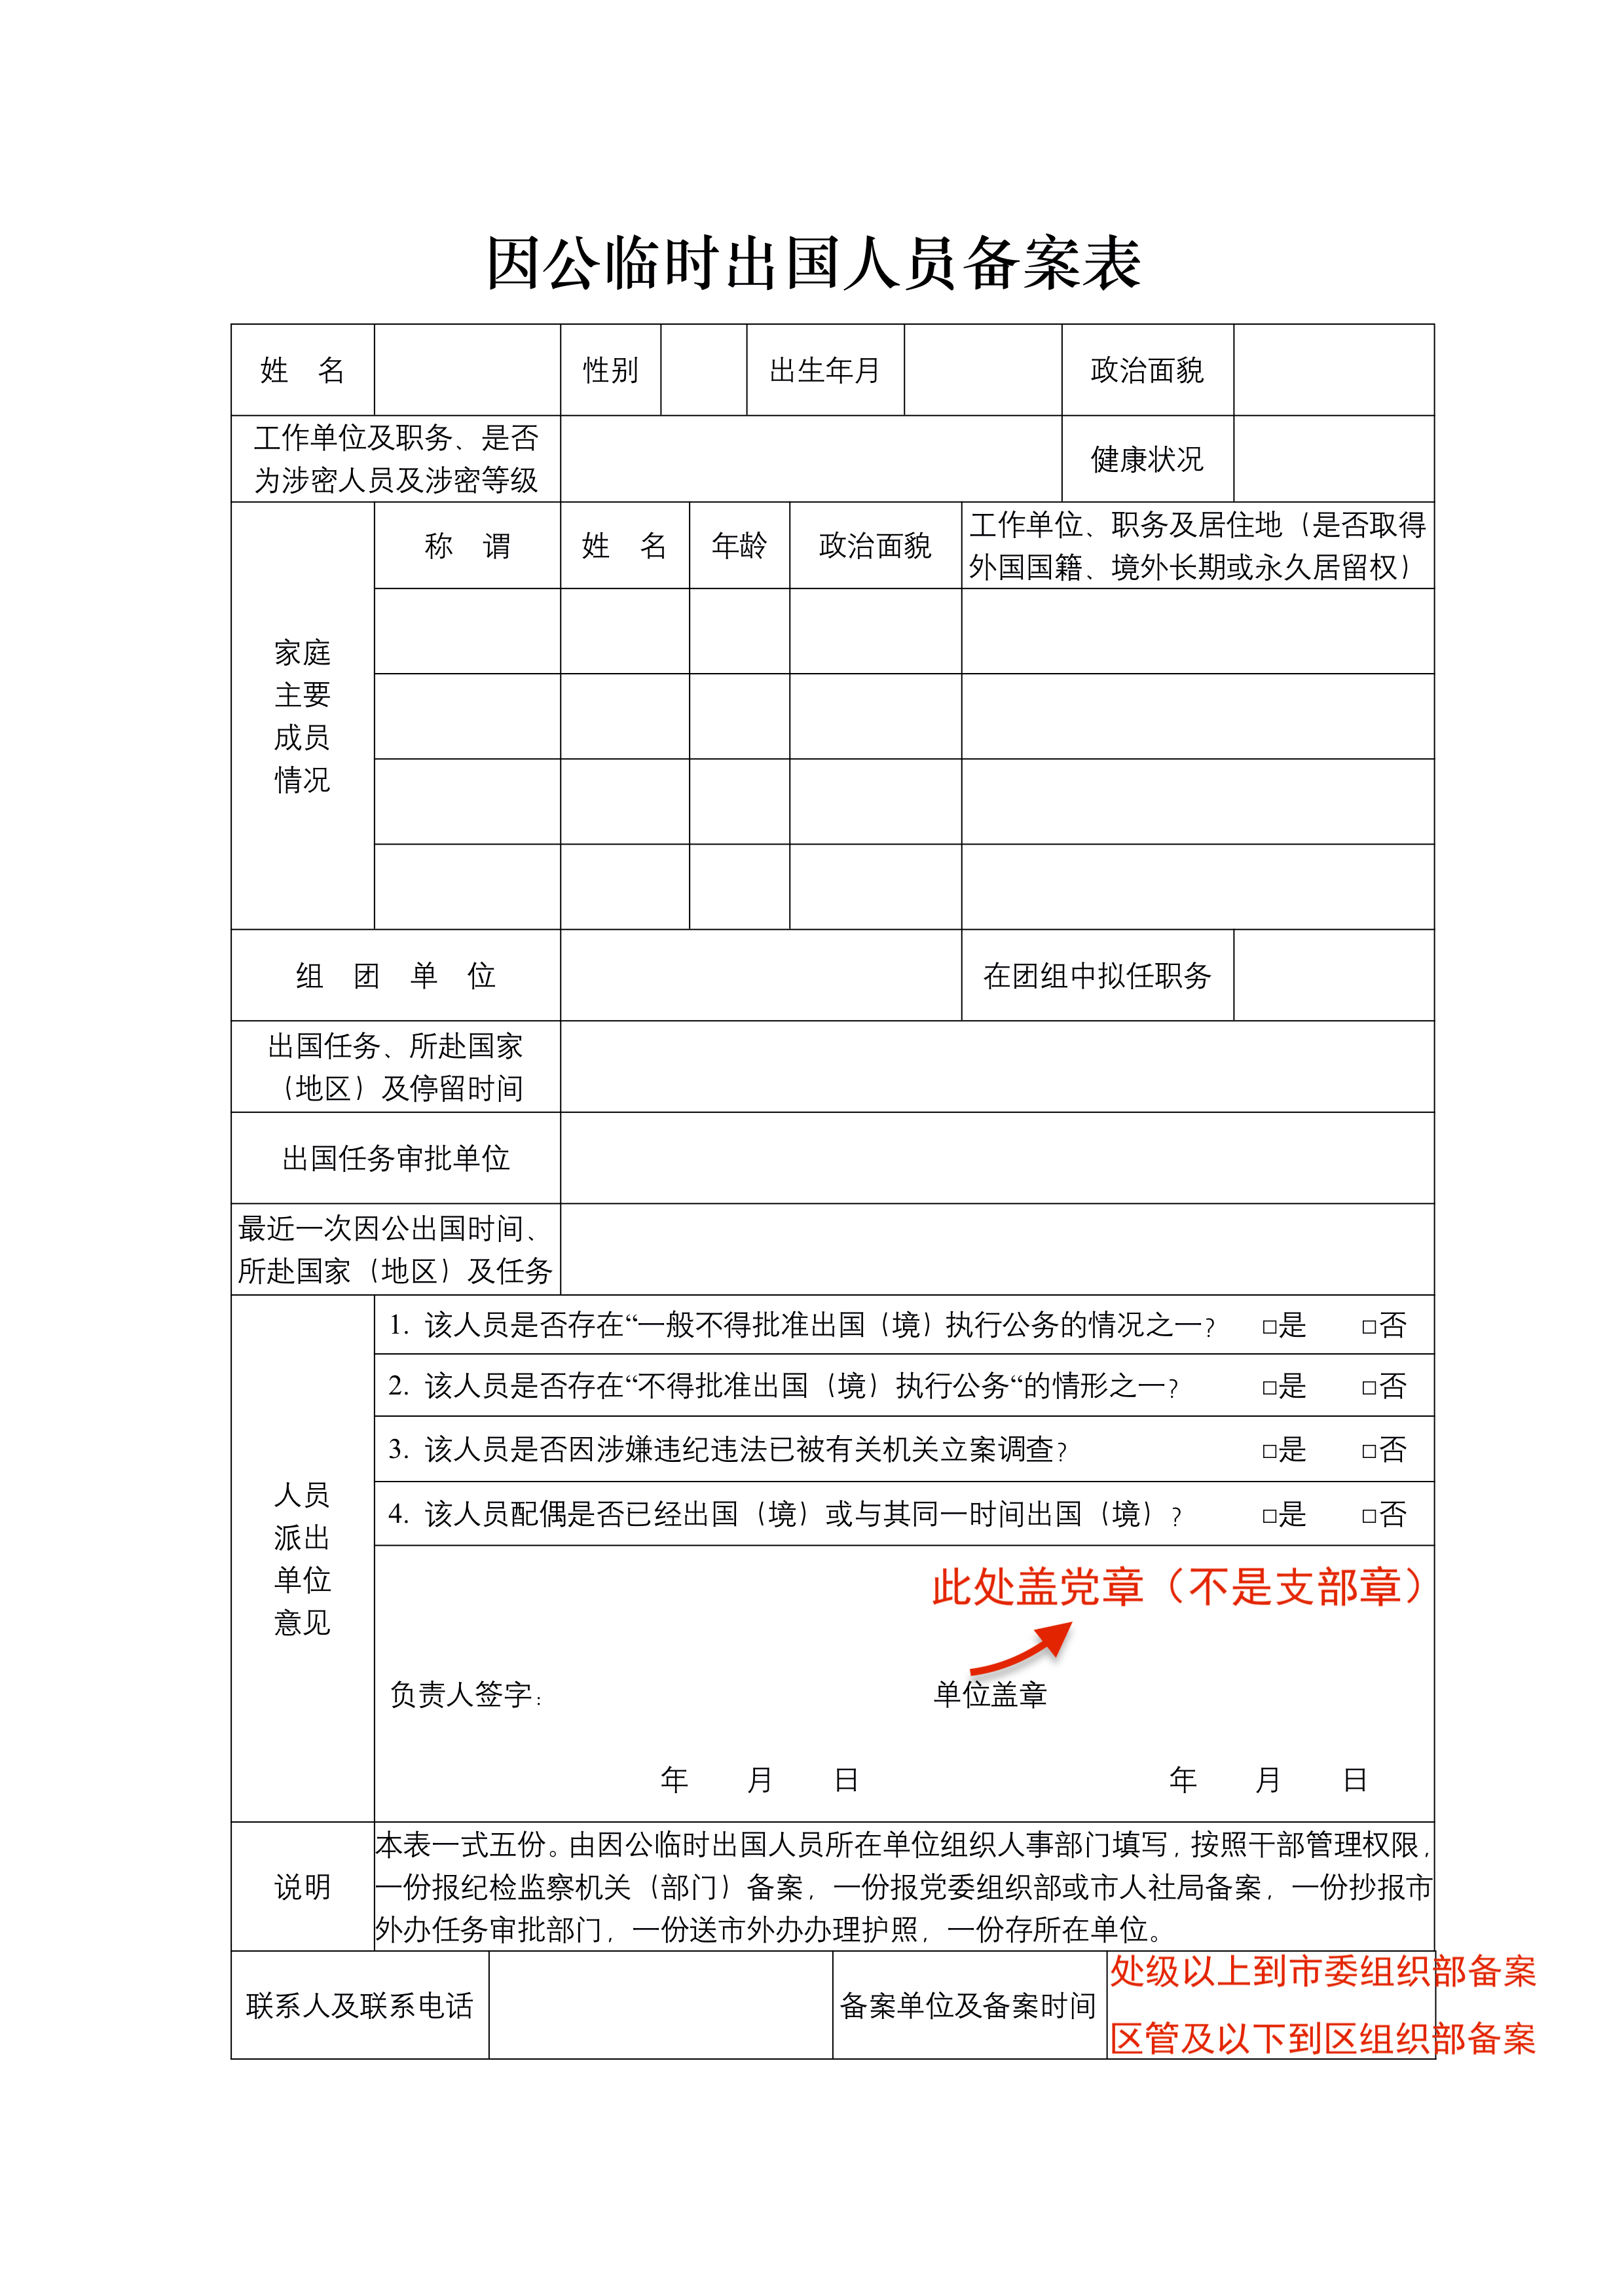 因公临时出国人员备案表
姓 名 性别 出生年月 政治面貌
工作单位及职务、是否
为涉密人员及涉密等级
健康状况
家庭
主要
成员
情况
称 谓 姓 名 年龄 政治面貌
工作单位、职务及居住地（是否取得
外国国籍、境外长期或永久居留权）
组 团 单 位
在团组中拟任职务
出国任务、所赴国家
（地区）及停留时间
出国任务审批单位
最近一次因公出国时间、
所赴国家（地区）及任务
人员
派出
单位
意见
1. 该人员是否存在“一般不得批准出国（境）执行公务的情况之一？ □是 □否
2. 该人员是否存在“不得批准出国（境）执行公务“的情形之一？ □是 □否
3. 该人员是否因涉嫌违纪违法已被有关机关立案调查？ □是 □否
4. 该人员配偶是否已经出国（境）或与其同一时间出国（境）？ □是 □否
此处盖党章（不是支部章）
负责人签字： 单位盖章
年 月 日 年 月 日
说明
本表一式五份。由因公临时出国人员所在单位组织人事部门填写，按照干部管理权限，
一份报纪检监察机关（部门）备案，一份报党委组织部或市人社局备案，一份抄报市
外办任务审批部门，一份送市外办办理护照，一份存所在单位。
联系人及联系电话
备案单位及备案时间
处级以上到市委组织部备案
区管及以下到区组织部备案